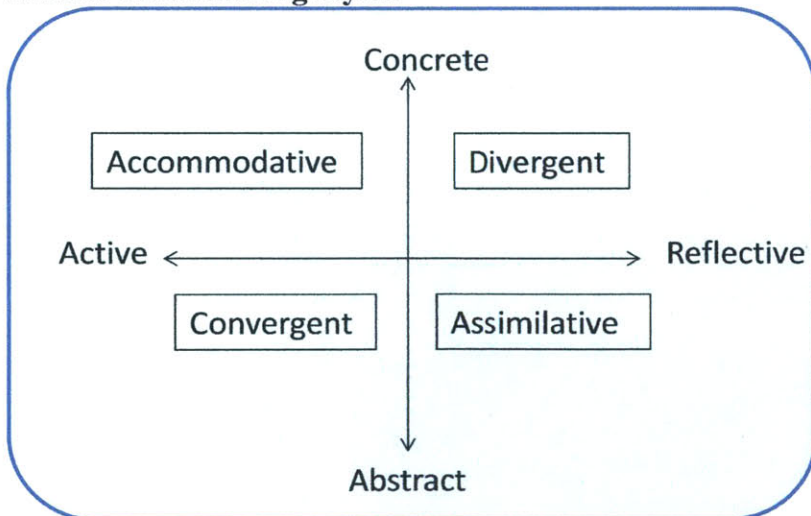 Concrete
Accommodative Divergent
Active Reflective
Convergent Assimilative
Abstract